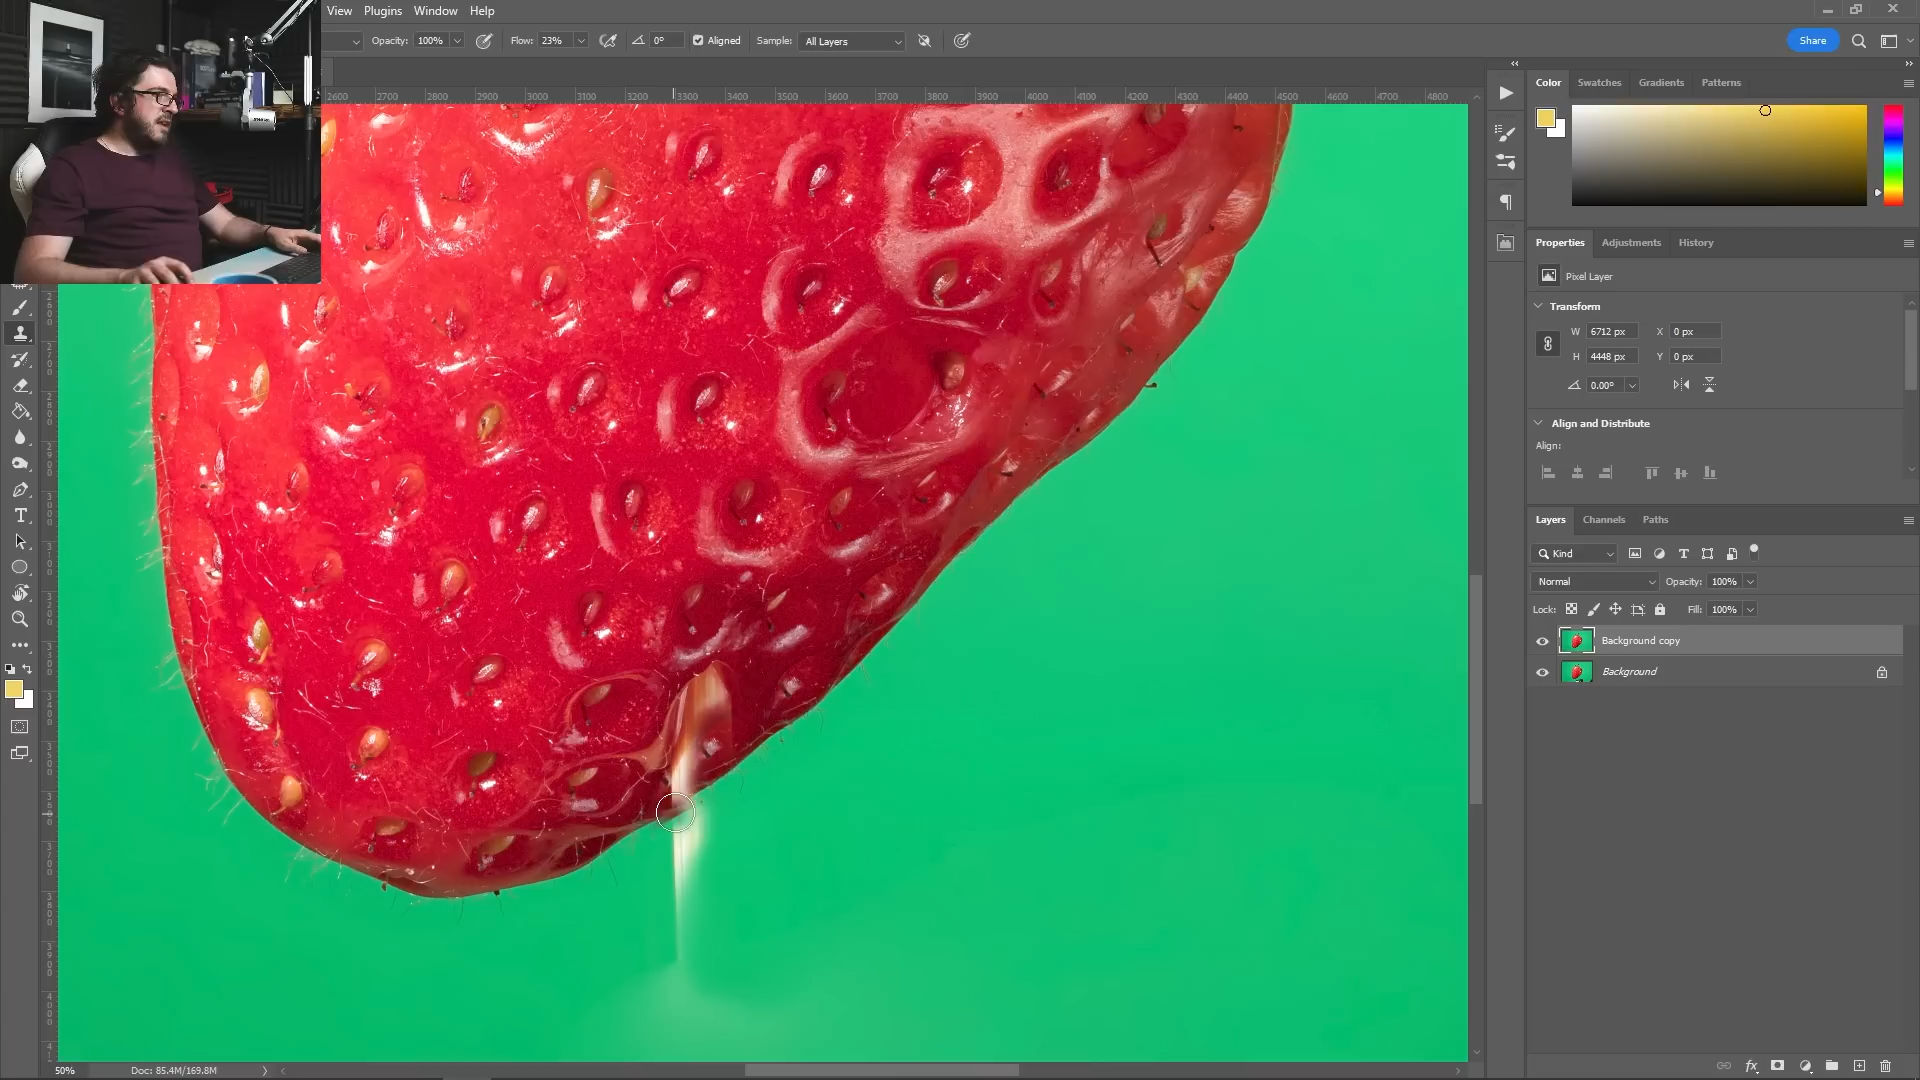 View Plugins Window Help
Opacity: 100% Flow: 23% 0° Aligned Sample: All Layers Share
2600 2700 2800 2900 3000 3100 3200 3300 3400 3500 3600 3700 3800 3900 4000 4100 4200 4300 4400 4500 4600 4700 4800
Color Swatches Gradients Patterns
Properties Adjustments History
Pixel Layer
Transform
W 6712 px X 0 px
H 4448 px Y 0 px
0.00°
Align and Distribute
Align:
Layers Channels Paths
Kind
Normal Opacity: 100%
Lock: Fill: 100%
Background copy
Background
50% Doc: 85.4M/169.8M